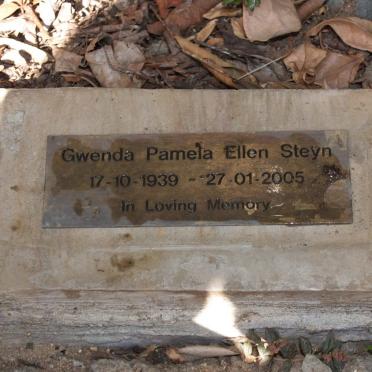 Gwenda Pamela Ellen Steyn
17-10-1939 - 27-01-2005
In Loving Memory